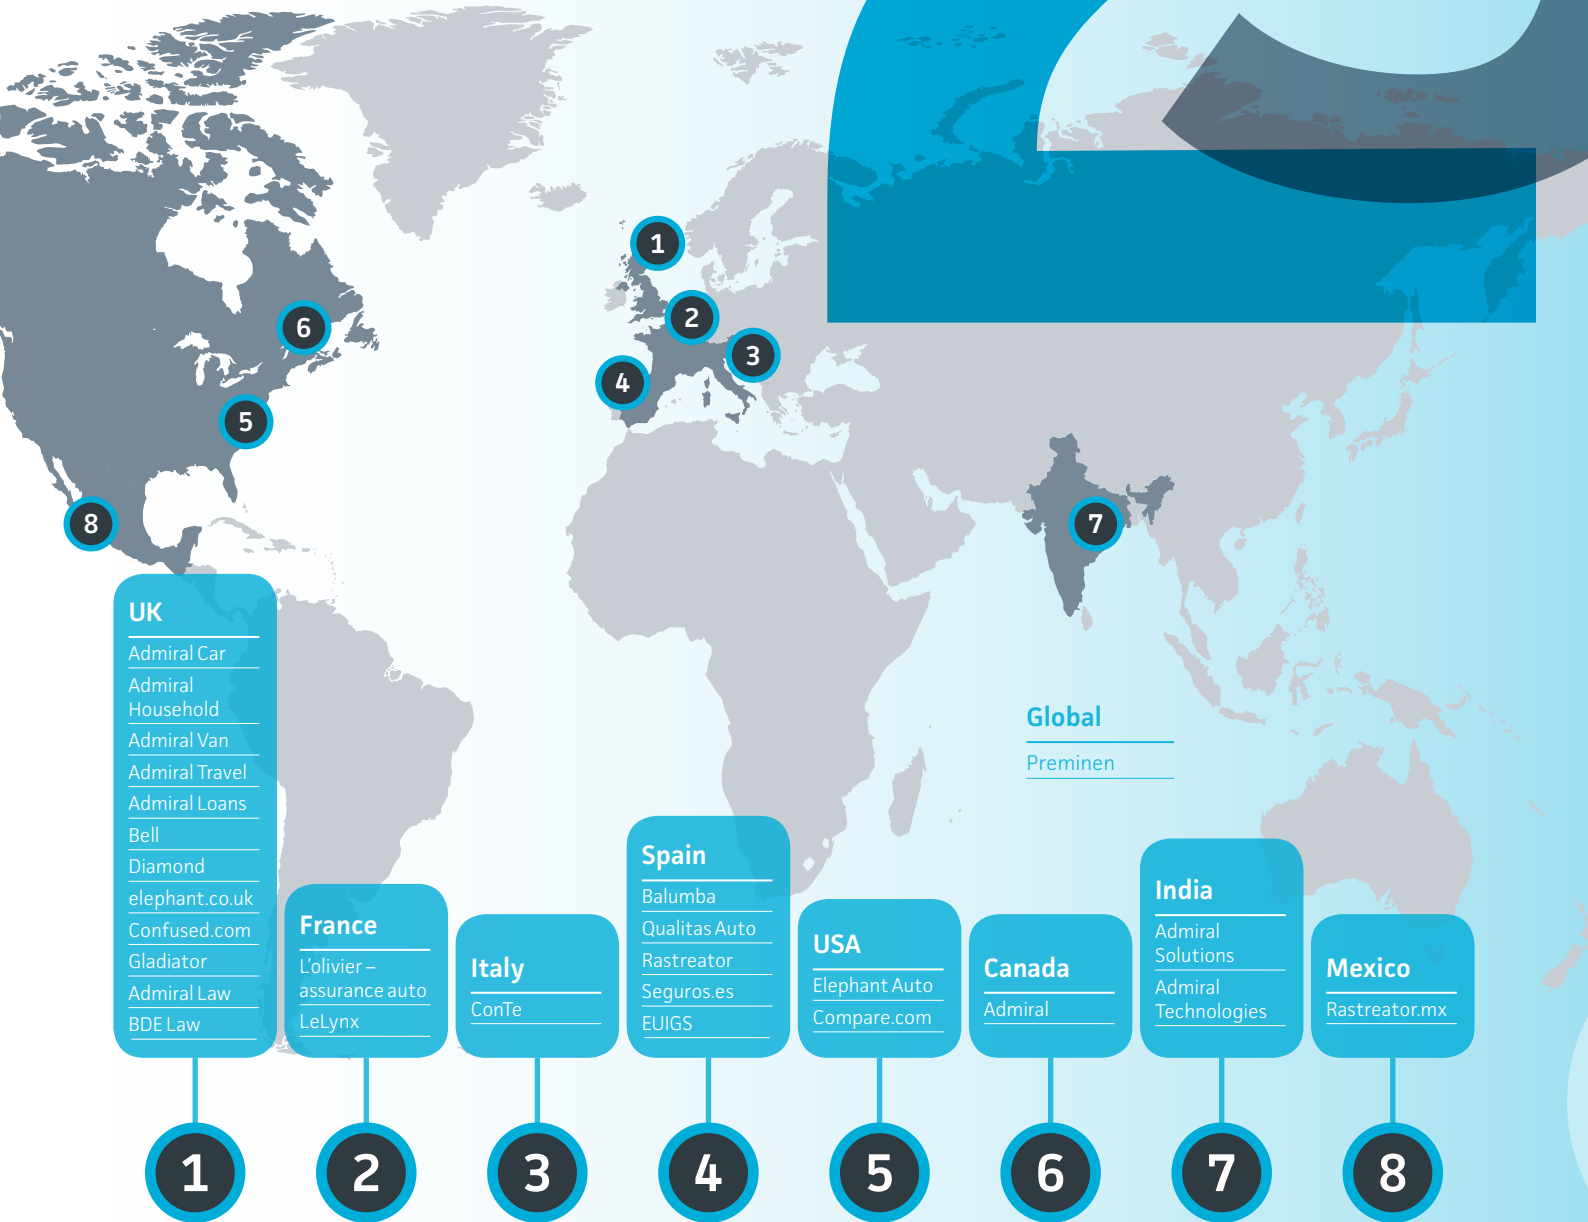 1
2
3
4
6
5
8
7
Global
Preminen
UK
Admiral Car
Admiral
Household
Admiral Van
Admiral Travel
Admiral Loans
Bell
Diamond
elephant.co.uk
Confused.com
Gladiator
Admiral Law
BDE Law
France
L'olivier –
assurance auto
LeLynx
Italy
ConTe
Spain
Balumba
Qualitas Auto
Rastreator
Seguros.es
EUIGS
USA
Elephant Auto
Compare.com
Canada
Admiral
India
Admiral
Solutions
Admiral
Technologies
Mexico
Rastreator.mx
1
2
3
4
5
6
7
8